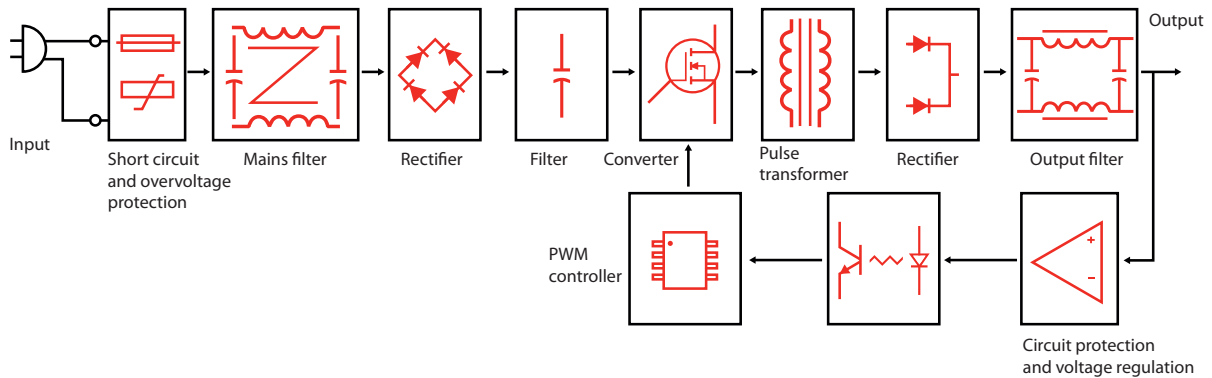 Output
Input
Short circuit
and overvoltage
protection
Mains filter
Rectifier
Filter
Converter
Pulse
transformer
Rectifier
Output filter
PWM
controller
+
-
Circuit protection
and voltage regulation